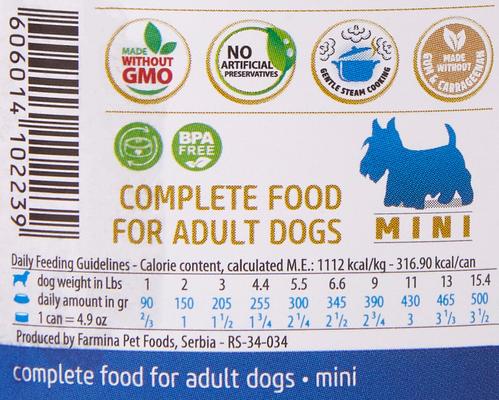 606014 102239
MADE
WITHOUT
GMO
NO
ARTIFICIAL
PRESERVATIVES
GENTLE STEAM COOKING
MADE
WITHOUT
GUM & CARRAGEENAN
BPA
FREE
COMPLETE FOOD
FOR ADULT DOGS
MINI
Daily Feeding Guidelines - Calorie content, calculated M.E.: 1112 kcal/kg - 316.90 kcal/can
dog weight in Lbs 1 2 3 4.4 5.5 6.6 9 11 13 15.4
daily amount in gr 90 150 205 255 300 345 390 430 465 500
1 can = 4.9 oz 2/3 1 1 1/2 1 3/4 2 1/4 2 1/2 2 3/4 3 3 1/3 3 1/2
Produced by Farmina Pet Foods, Serbia - RS-34-034
complete food for adult dogs • mini